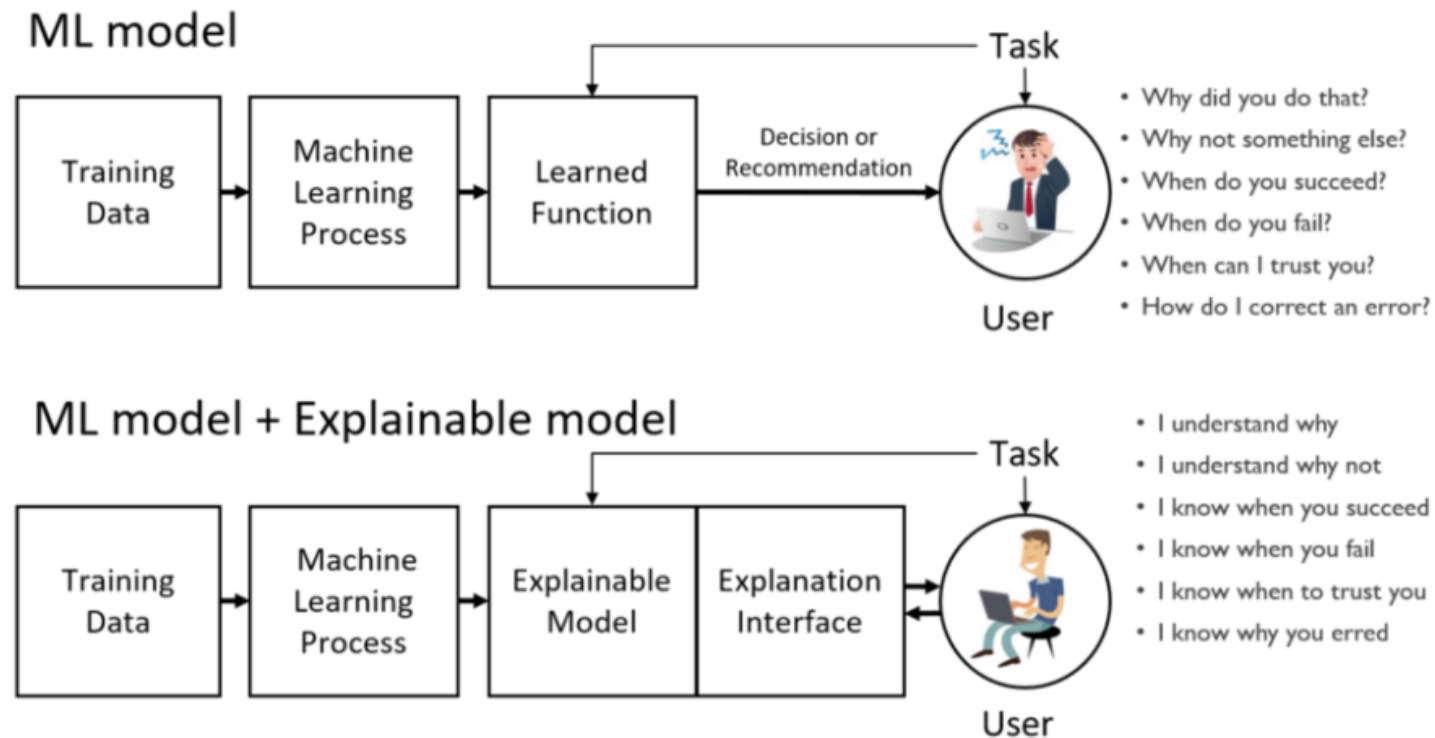 ML model
Task
Training
Data
Machine
Learning
Process
Learned
Function
Decision or
Recommendation
User
• Why did you do that?
• Why not something else?
• When do you succeed?
• When do you fail?
• When can I trust you?
• How do I correct an error?
ML model + Explainable model
Task
Training
Data
Machine
Learning
Process
Explainable
Model
Explanation
Interface
User
• I understand why
• I understand why not
• I know when you succeed
• I know when you fail
• I know when to trust you
• I know why you erred